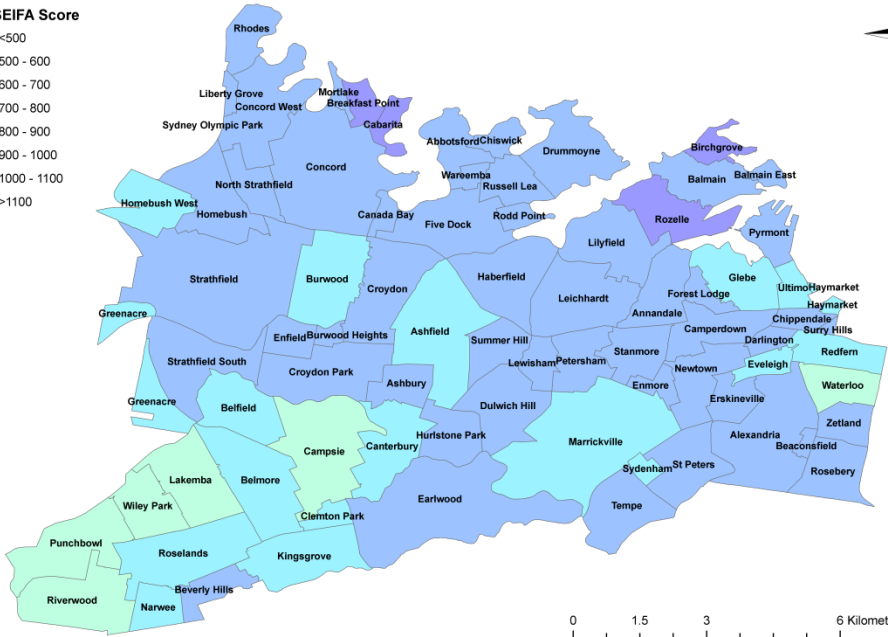 SEIFA Score
<500
500 - 600
600 - 700
700 - 800
800 - 900
900 - 1000
1000 - 1100
>1100
Rhodes
Liberty Grove
Concord West
Mortlake
Breakfast Point
Cabarita
Sydney Olympic Park
Abbotsford
Chiswick
Drummoyne
Birchgrove
Concord
Wareemba
Russell Lea
Balmain
Balmain East
North Strathfield
Homebush West
Homebush
Canada Bay
Five Dock
Rodd Point
Rozelle
Pyrmont
Lilyfield
Strathfield
Burwood
Croydon
Haberfield
Glebe
Ultimo
Haymarket
Forest Lodge
Leichhardt
Haymarket
Greenacre
Annandale
Chippendale
Ashfield
Camperdown
Surry Hills
Enfield
Burwood Heights
Summer Hill
Darlington
Stanmore
Redfern
Strathfield South
Lewisham
Petersham
Eveleigh
Croydon Park
Newtown
Ashbury
Enmore
Waterloo
Greenacre
Belfield
Dulwich Hill
Erskineville
Zetland
Campsie
Canterbury
Hurlstone Park
Marrickville
Alexandria
Beaconsfield
Lakemba
Belmore
Sydenham
St Peters
Rosebery
Wiley Park
Earlwood
Tempe
Clemton Park
Punchbowl
Roselands
Kingsgrove
Beverly Hills
Riverwood
Narwee
0 1.5 3 6 Kilomet